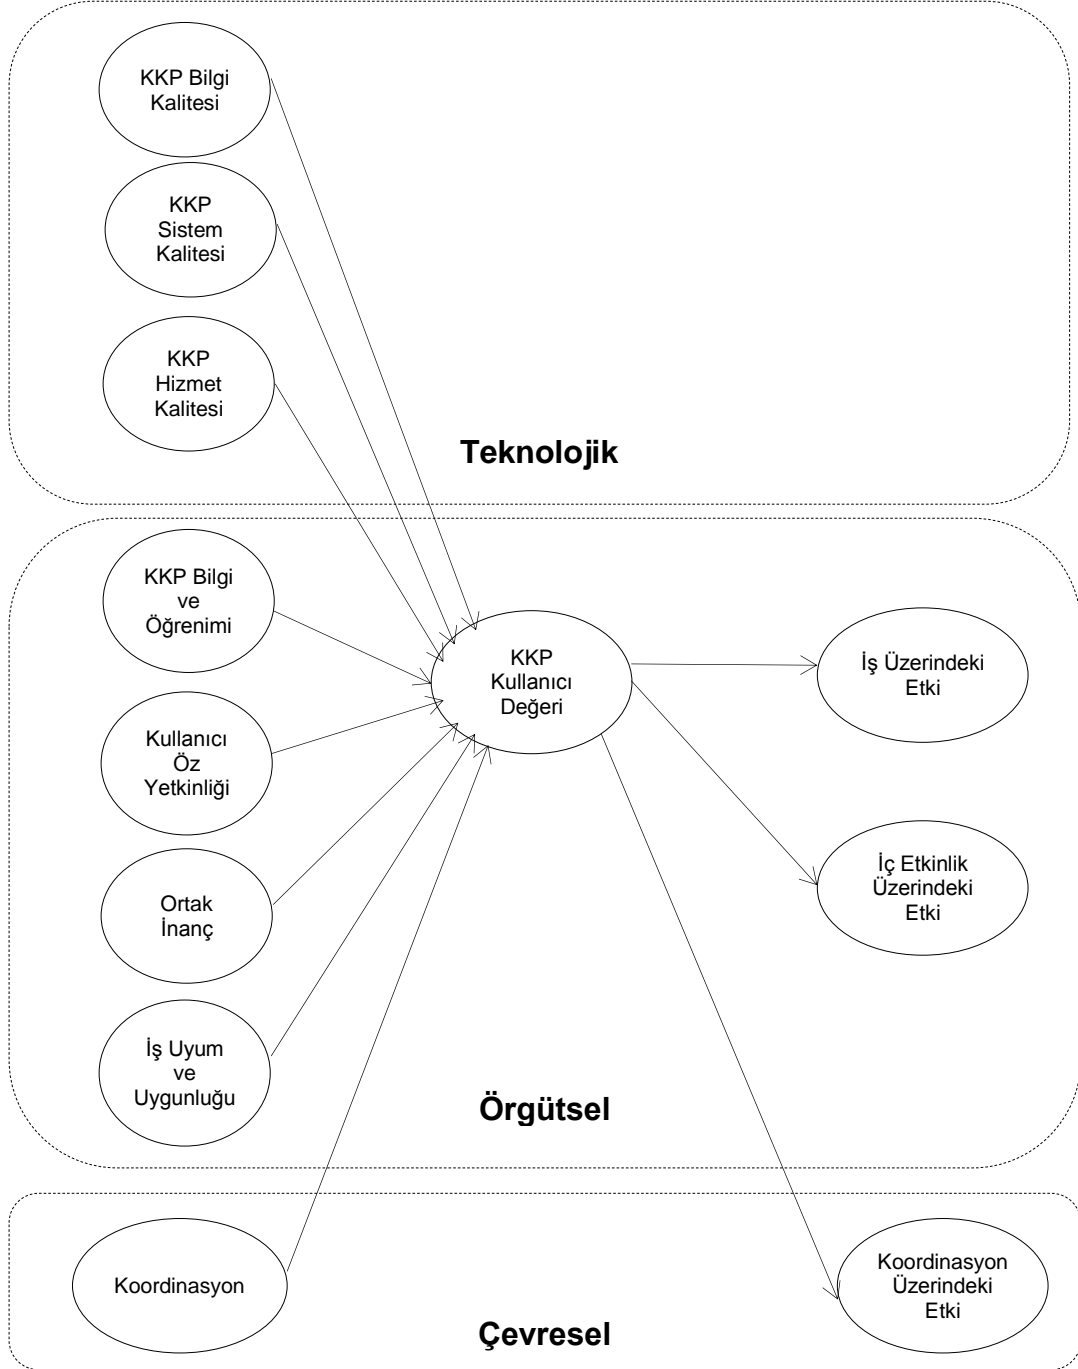 KKP Bilgi
Kalitesi
KKP
Sistem
Kalitesi
KKP
Hizmet
Kalitesi
Teknolojik
KKP Bilgi
ve
Öğrenimi
KKP
Kullanıcı
Değeri
İş Üzerindeki
Etki
Kullanıcı
Öz
Yetkinliği
İç Etkinlik
Üzerindeki
Etki
Ortak
İnanç
İş Uyum
ve
Uygunluğu
Örgütsel
Koordinasyon
Koordinasyon
Üzerindeki
Etki
Çevresel